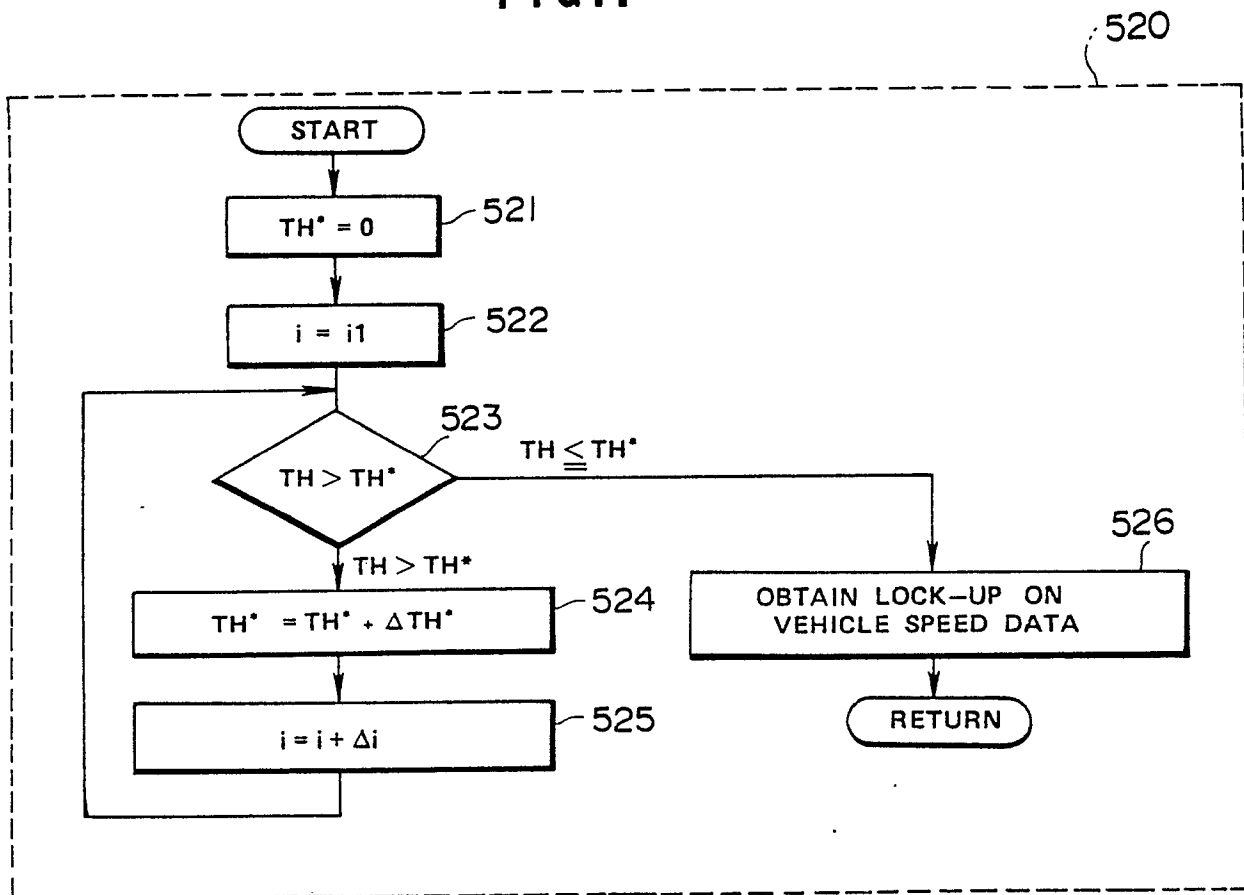 520
START
TH* = 0
521
i = i1
522
523
TH > TH*
TH ≦ TH*
TH > TH*
TH* = TH* + ΔTH*
524
i = i + Δi
525
526
OBTAIN LOCK-UP ON
VEHICLE SPEED DATA
RETURN